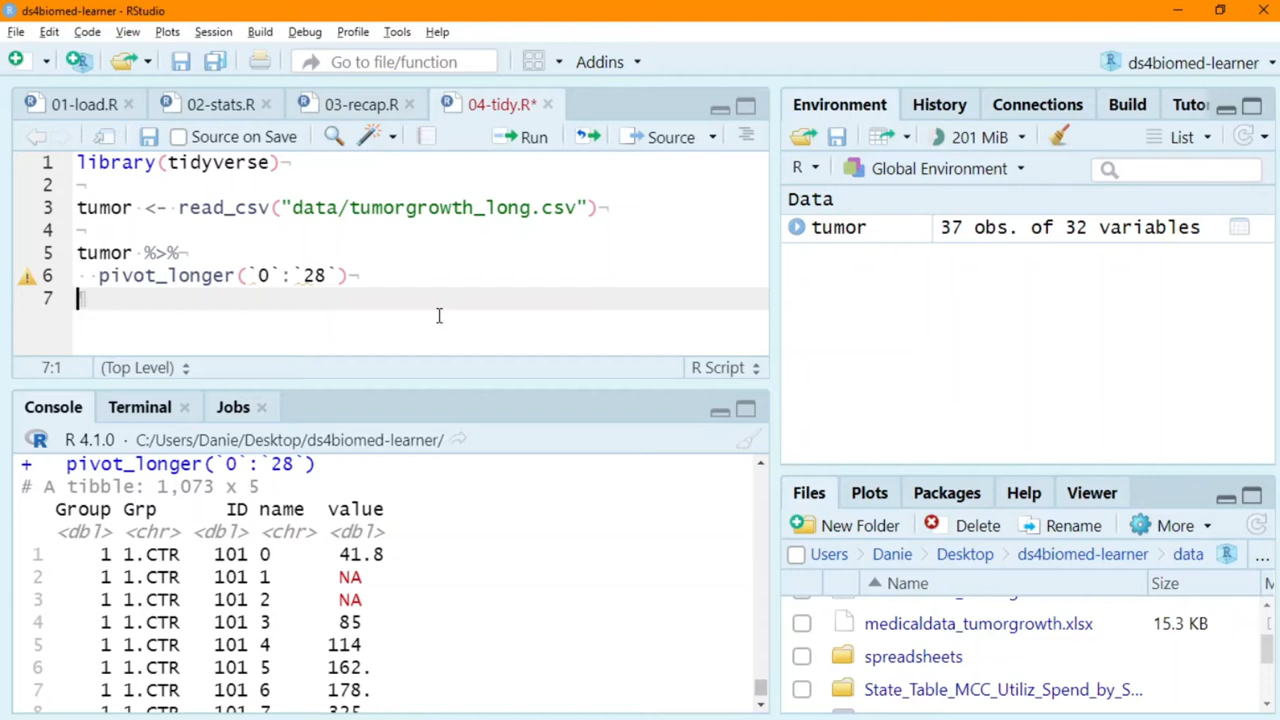 ds4biomed-learner - RStudio
File Edit Code View Plots Session Build Debug Profile Tools Help
Go to file/function Addins ds4biomed-learner
01-load.R 02-stats.R 03-recap.R 04-tidy.R*
Source on Save Run Source
1 library(tidyverse)¬
2 ¬
3 tumor <- read_csv("data/tumorgrowth_long.csv")¬
4 ¬
5 tumor %>%¬
6 pivot_longer(`0`:`28`)¬
7
7:1 (Top Level) R Script
Console Terminal Jobs
R 4.1.0 · C:/Users/Danie/Desktop/ds4biomed-learner/
+ pivot_longer(`0`:`28`)
# A tibble: 1,073 x 5
Group Grp ID name value
<dbl> <chr> <dbl> <chr> <dbl>
1 1 1.CTR 101 0 41.8
2 1 1.CTR 101 1 NA
3 1 1.CTR 101 2 NA
4 1 1.CTR 101 3 85
5 1 1.CTR 101 4 114
6 1 1.CTR 101 5 162.
7 1 1.CTR 101 6 178.
Environment History Connections Build Tuto
201 MiB List
R Global Environment
Data
tumor 37 obs. of 32 variables
Files Plots Packages Help Viewer
New Folder Delete Rename More
Users Danie Desktop ds4biomed-learner data ...
Name Size
medicaldata_tumorgrowth.xlsx 15.3 KB
spreadsheets
State_Table_MCC_Utiliz_Spend_by_S...